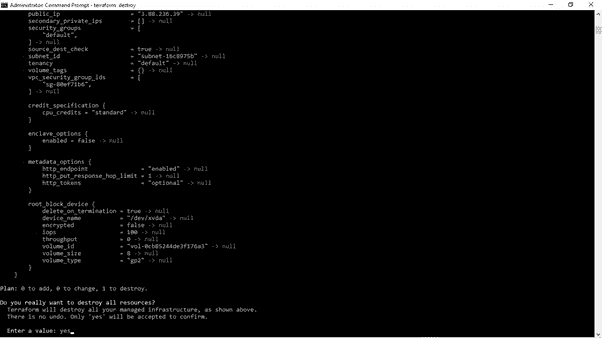 Administrator: Command Prompt - terraform destroy
public_ip = "3.88.236.39" -> null
secondary_private_ips = [] -> null
security_groups = [
"default",
] -> null
source_dest_check = true -> null
subnet_id = "subnet-16c8975b" -> null
tenancy = "default" -> null
volume_tags = {} -> null
vpc_security_group_ids = [
"sg-80ef71b6",
] -> null
credit_specification {
cpu_credits = "standard" -> null
}
enclave_options {
enabled = false -> null
}
metadata_options {
http_endpoint = "enabled" -> null
http_put_response_hop_limit = 1 -> null
http_tokens = "optional" -> null
}
root_block_device {
delete_on_termination = true -> null
device_name = "/dev/xvda" -> null
encrypted = false -> null
iops = 100 -> null
throughput = 0 -> null
volume_id = "vol-0cb85244de3f176a3" -> null
volume_size = 8 -> null
volume_type = "gp2" -> null
}
}
Plan: 0 to add, 0 to change, 1 to destroy.
Do you really want to destroy all resources?
Terraform will destroy all your managed infrastructure, as shown above.
There is no undo. Only 'yes' will be accepted to confirm.
Enter a value: yes